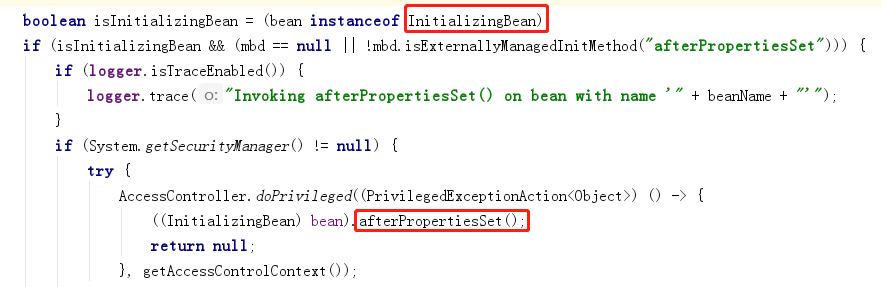 boolean isInitializingBean = (bean instanceof InitializingBean)
if (isInitializingBean && (mbd == null || !mbd.isExternallyManagedInitMethod("afterPropertiesSet"))) {
if (logger.isTraceEnabled()) {
logger.trace( o: "Invoking afterPropertiesSet() on bean with name '" + beanName + "'");
}
if (System.getSecurityManager() != null) {
try {
AccessController.doPrivileged((PrivilegedExceptionAction<Object>) () -> {
((InitializingBean) bean).afterPropertiesSet();
return null;
}, getAccessControlContext());